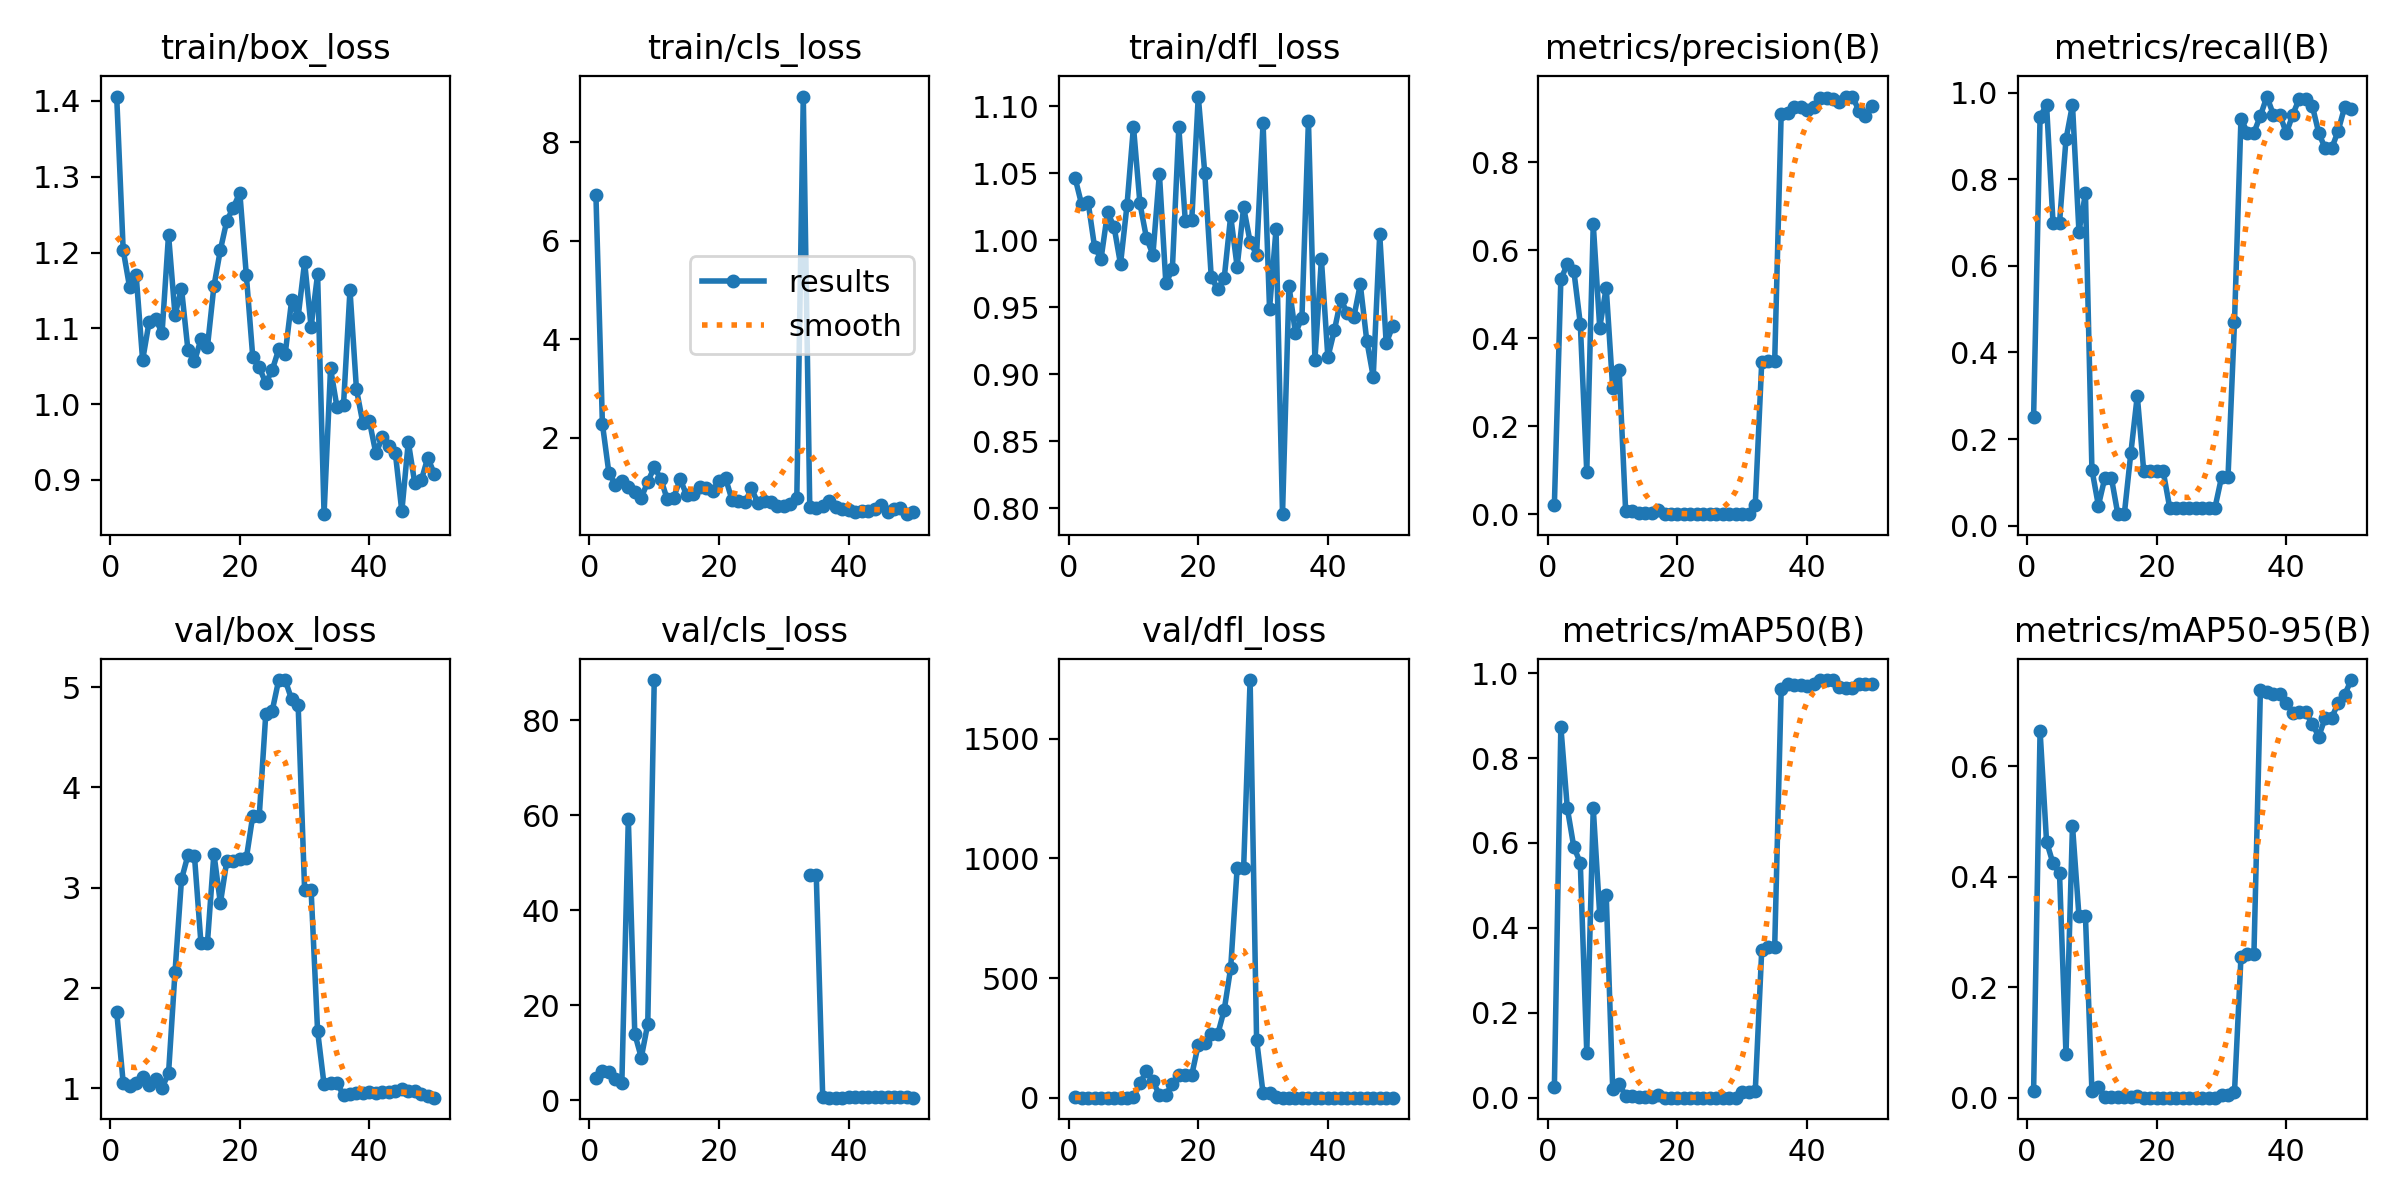 train/box_loss
train/cls_loss
train/dfl_loss
metrics/precision(B)
metrics/recall(B)
1.4
1.3
1.2
1.1
1.0
0.9
0 20 40
8
6
4
2
0 20 40
results
smooth
1.10
1.05
1.00
0.95
0.90
0.85
0.80
0 20 40
0.8
0.6
0.4
0.2
0.0
0 20 40
1.0
0.8
0.6
0.4
0.2
0.0
0 20 40
val/box_loss
val/cls_loss
val/dfl_loss
metrics/mAP50(B)
metrics/mAP50-95(B)
5
4
3
2
1
0 20 40
80
60
40
20
0
0 20 40
1500
1000
500
0
0 20 40
1.0
0.8
0.6
0.4
0.2
0.0
0 20 40
0.6
0.4
0.2
0.0
0 20 40